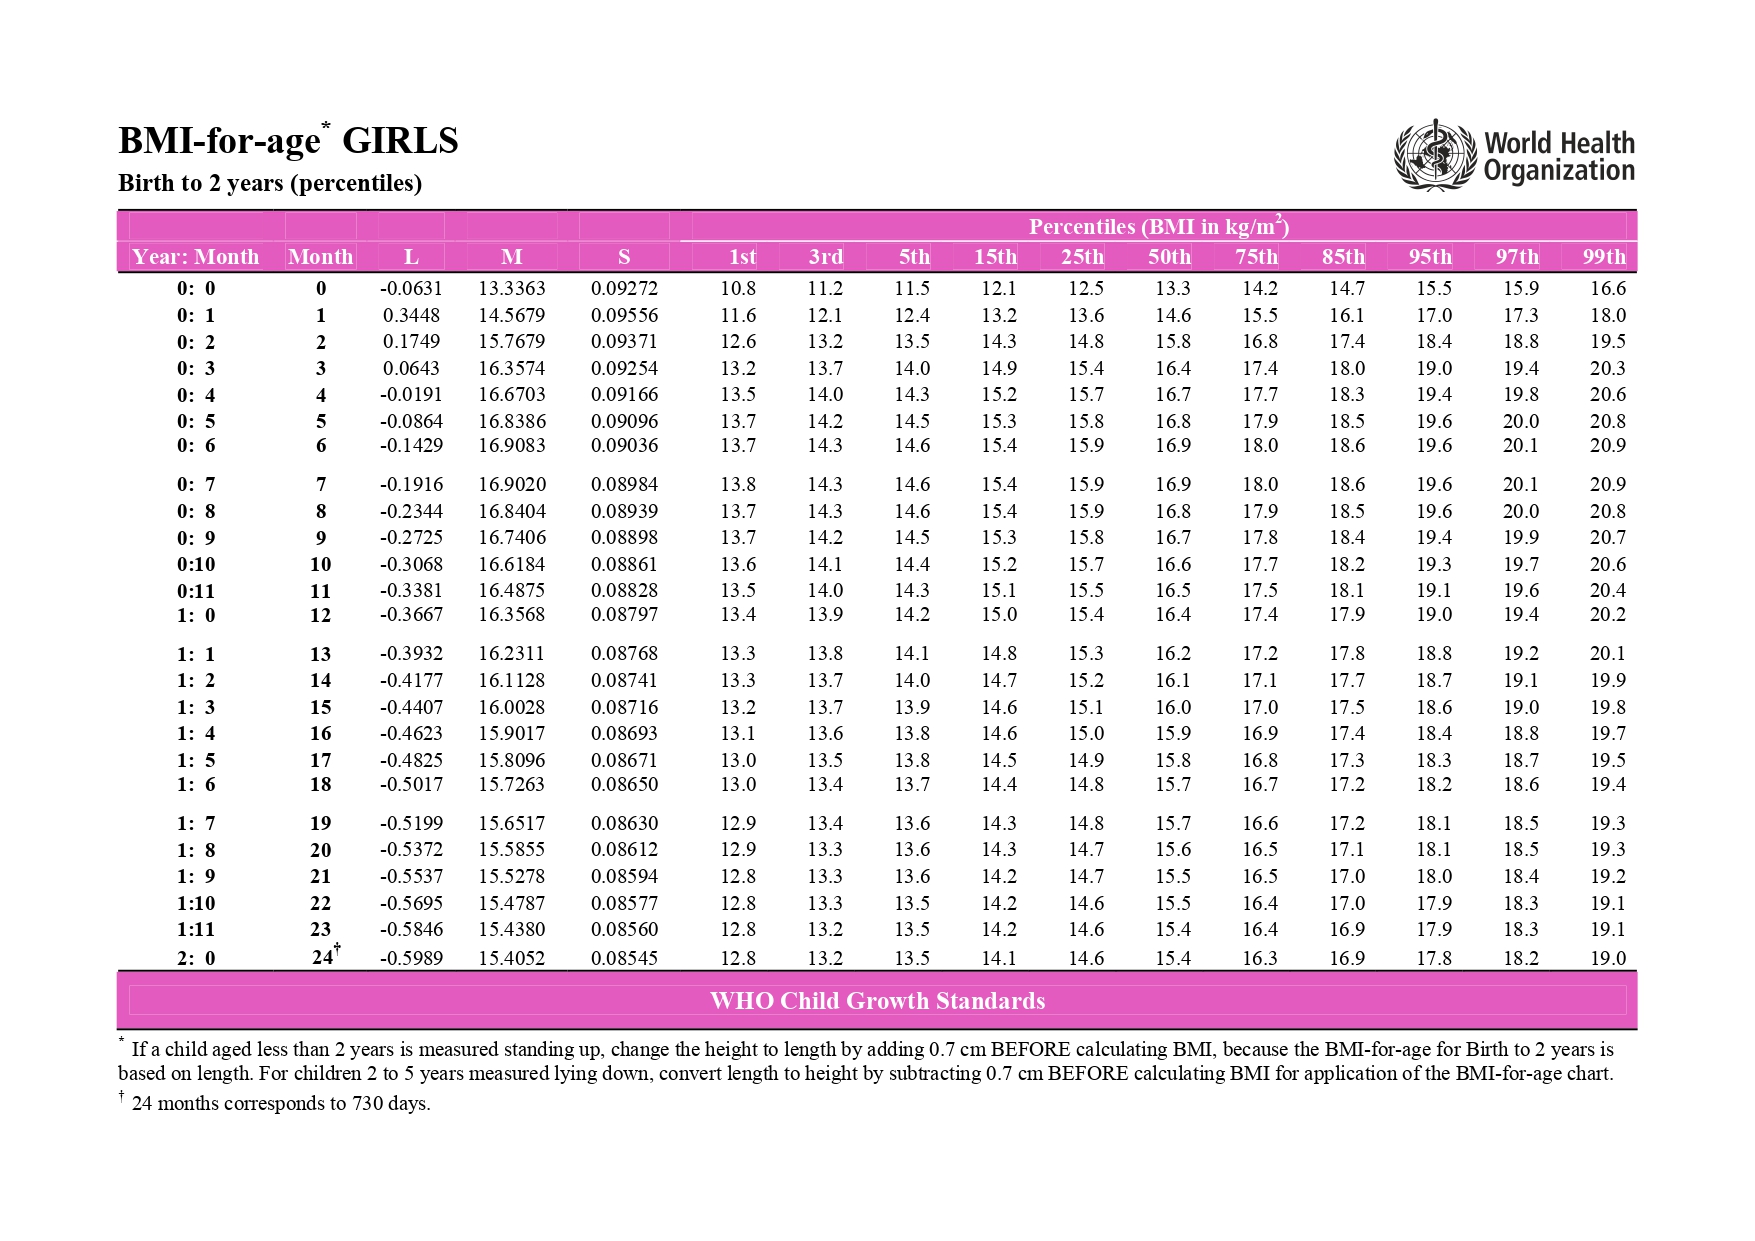 BMI-for-age* GIRLS
Birth to 2 years (percentiles)
World Health
Organization
Percentiles (BMI in kg/m²)
Year: Month Month L M S 1st 3rd 5th 15th 25th 50th 75th 85th 95th 97th 99th
0: 0 0 -0.0631 13.3363 0.09272 10.8 11.2 11.5 12.1 12.5 13.3 14.2 14.7 15.5 15.9 16.6
0: 1 1 0.3448 14.5679 0.09556 11.6 12.1 12.4 13.2 13.6 14.6 15.5 16.1 17.0 17.3 18.0
0: 2 2 0.1749 15.7679 0.09371 12.6 13.2 13.5 14.3 14.8 15.8 16.8 17.4 18.4 18.8 19.5
0: 3 3 0.0643 16.3574 0.09254 13.2 13.7 14.0 14.9 15.4 16.4 17.4 18.0 19.0 19.4 20.3
0: 4 4 -0.0191 16.6703 0.09166 13.5 14.0 14.3 15.2 15.7 16.7 17.7 18.3 19.4 19.8 20.6
0: 5 5 -0.0864 16.8386 0.09096 13.7 14.2 14.5 15.3 15.8 16.8 17.9 18.5 19.6 20.0 20.8
0: 6 6 -0.1429 16.9083 0.09036 13.7 14.3 14.6 15.4 15.9 16.9 18.0 18.6 19.6 20.1 20.9
0: 7 7 -0.1916 16.9020 0.08984 13.8 14.3 14.6 15.4 15.9 16.9 18.0 18.6 19.6 20.1 20.9
0: 8 8 -0.2344 16.8404 0.08939 13.7 14.3 14.6 15.4 15.9 16.8 17.9 18.5 19.6 20.0 20.8
0: 9 9 -0.2725 16.7406 0.08898 13.7 14.2 14.5 15.3 15.8 16.7 17.8 18.4 19.4 19.9 20.7
0:10 10 -0.3068 16.6184 0.08861 13.6 14.1 14.4 15.2 15.7 16.6 17.7 18.2 19.3 19.7 20.6
0:11 11 -0.3381 16.4875 0.08828 13.5 14.0 14.3 15.1 15.5 16.5 17.5 18.1 19.1 19.6 20.4
1: 0 12 -0.3667 16.3568 0.08797 13.4 13.9 14.2 15.0 15.4 16.4 17.4 17.9 19.0 19.4 20.2
1: 1 13 -0.3932 16.2311 0.08768 13.3 13.8 14.1 14.8 15.3 16.2 17.2 17.8 18.8 19.2 20.1
1: 2 14 -0.4177 16.1128 0.08741 13.3 13.7 14.0 14.7 15.2 16.1 17.1 17.7 18.7 19.1 19.9
1: 3 15 -0.4407 16.0028 0.08716 13.2 13.7 13.9 14.6 15.1 16.0 17.0 17.5 18.6 19.0 19.8
1: 4 16 -0.4623 15.9017 0.08693 13.1 13.6 13.8 14.6 15.0 15.9 16.9 17.4 18.4 18.8 19.7
1: 5 17 -0.4825 15.8096 0.08671 13.0 13.5 13.8 14.5 14.9 15.8 16.8 17.3 18.3 18.7 19.5
1: 6 18 -0.5017 15.7263 0.08650 13.0 13.4 13.7 14.4 14.8 15.7 16.7 17.2 18.2 18.6 19.4
1: 7 19 -0.5199 15.6517 0.08630 12.9 13.4 13.6 14.3 14.8 15.7 16.6 17.2 18.1 18.5 19.3
1: 8 20 -0.5372 15.5855 0.08612 12.9 13.3 13.6 14.3 14.7 15.6 16.5 17.1 18.1 18.5 19.3
1: 9 21 -0.5537 15.5278 0.08594 12.8 13.3 13.6 14.2 14.7 15.5 16.5 17.0 18.0 18.4 19.2
1:10 22 -0.5695 15.4787 0.08577 12.8 13.3 13.5 14.2 14.6 15.5 16.4 17.0 17.9 18.3 19.1
1:11 23 -0.5846 15.4380 0.08560 12.8 13.2 13.5 14.2 14.6 15.4 16.4 16.9 17.9 18.3 19.1
2: 0 24† -0.5989 15.4052 0.08545 12.8 13.2 13.5 14.1 14.6 15.4 16.3 16.9 17.8 18.2 19.0
WHO Child Growth Standards
* If a child aged less than 2 years is measured standing up, change the height to length by adding 0.7 cm BEFORE calculating BMI, because the BMI-for-age for Birth to 2 years is
based on length. For children 2 to 5 years measured lying down, convert length to height by subtracting 0.7 cm BEFORE calculating BMI for application of the BMI-for-age chart.
† 24 months corresponds to 730 days.